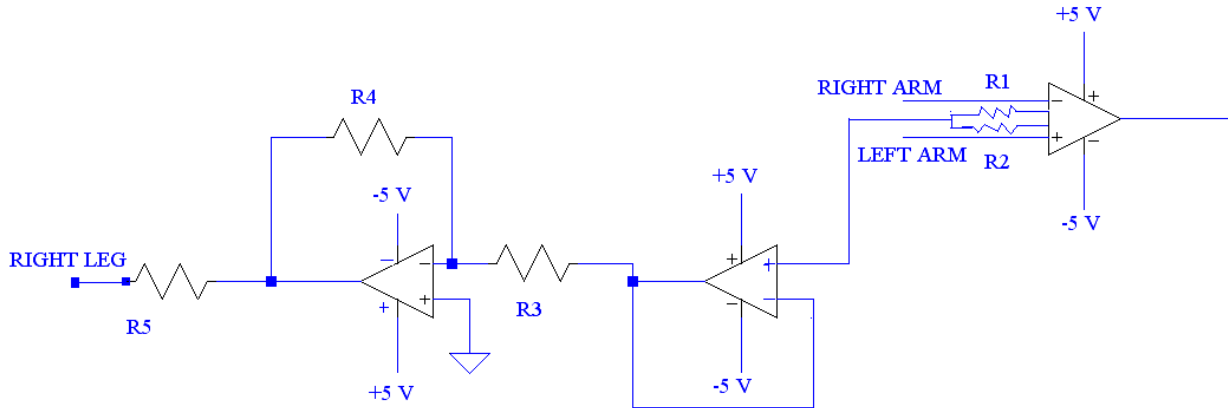 +5 V
RIGHT ARM
R1
−
+
+
−
LEFT ARM
R2
-5 V
R4
-5 V
+5 V
−
−
+
+
+
+
−
−
RIGHT LEG
R5
R3
+5 V
-5 V